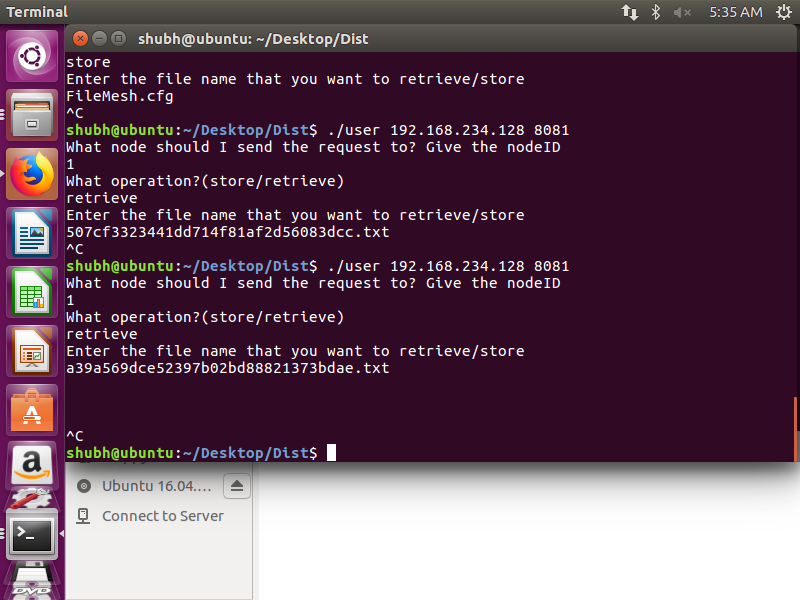 Terminal
5:35 AM
shubh@ubuntu: ~/Desktop/Dist
store
Enter the file name that you want to retrieve/store
FileMesh.cfg
^C
shubh@ubuntu:~/Desktop/Dist$ ./user 192.168.234.128 8081
What node should I send the request to? Give the nodeID
1
What operation?(store/retrieve)
retrieve
Enter the file name that you want to retrieve/store
507cf3323441dd714f81af2d56083dcc.txt
^C
shubh@ubuntu:~/Desktop/Dist$ ./user 192.168.234.128 8081
What node should I send the request to? Give the nodeID
1
What operation?(store/retrieve)
retrieve
Enter the file name that you want to retrieve/store
a39a569dce52397b02bd88821373bdae.txt
^C
shubh@ubuntu:~/Desktop/Dist$
Ubuntu 16.04....
Connect to Server
a
>_
DVD